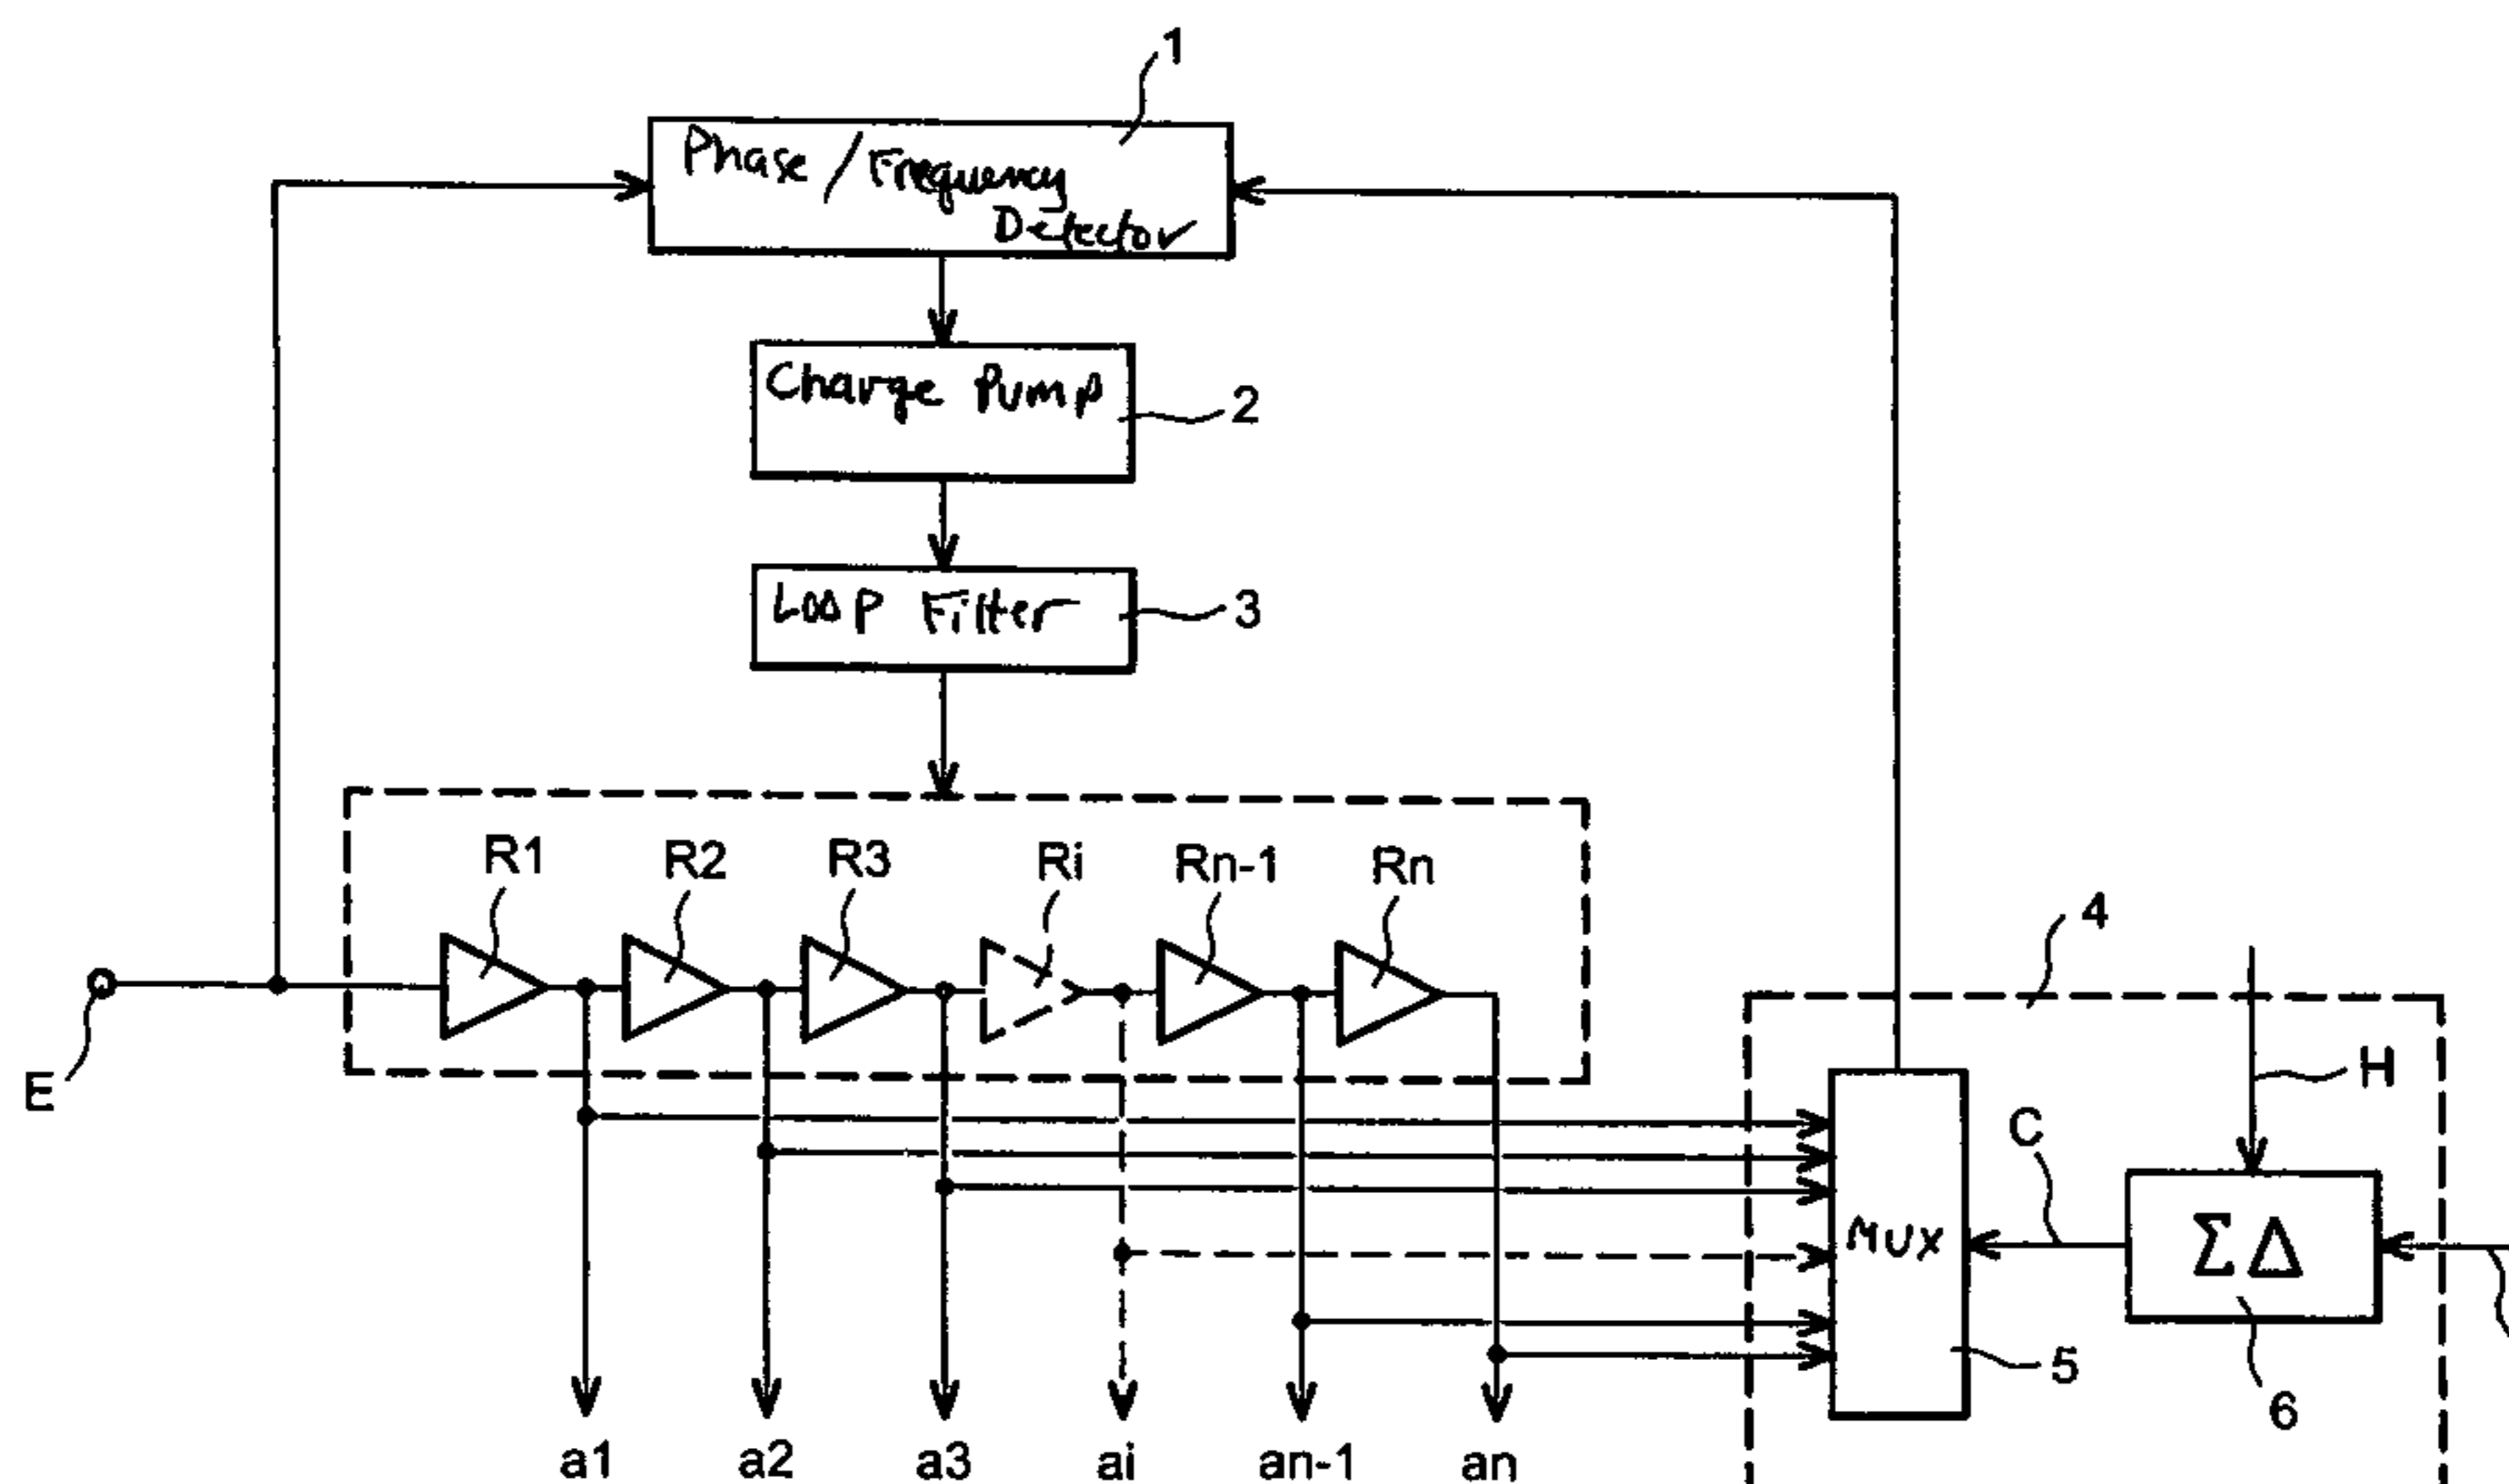 1
Phase / Frequency
Detector
Charge Pump
2
Loop Filter
3
R1
R2
R3
Ri
Rn-1
Rn
4
E
H
C
MUX
ΣΔ
5
6
a1
a2
a3
ai
an-1
an